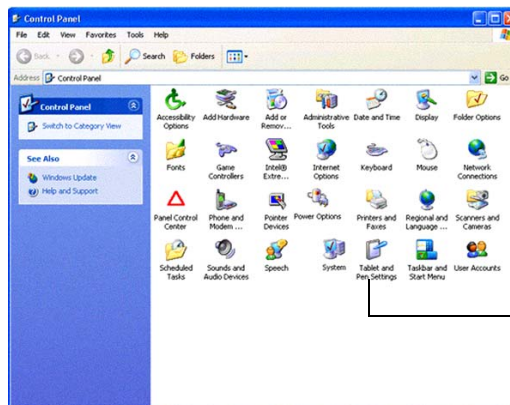 Control Panel
File Edit View Favorites Tools Help
Back Search Folders
Address Control Panel Go
Control Panel
Switch to Category View
See Also
Windows Update
Help and Support
Accessibility Options
Add Hardware
Add or Remov...
Administrative Tools
Date and Time
Display
Folder Options
Fonts
Game Controllers
Intel® Extre...
Internet Options
Keyboard
Mouse
Network Connections
Panel Control Center
Phone and Modem ...
Pointer Devices
Power Options
Printers and Faxes
Regional and Language ...
Scanners and Cameras
Scheduled Tasks
Sounds and Audio Devices
Speech
System
Tablet and Pen Settings
Taskbar and Start Menu
User Accounts